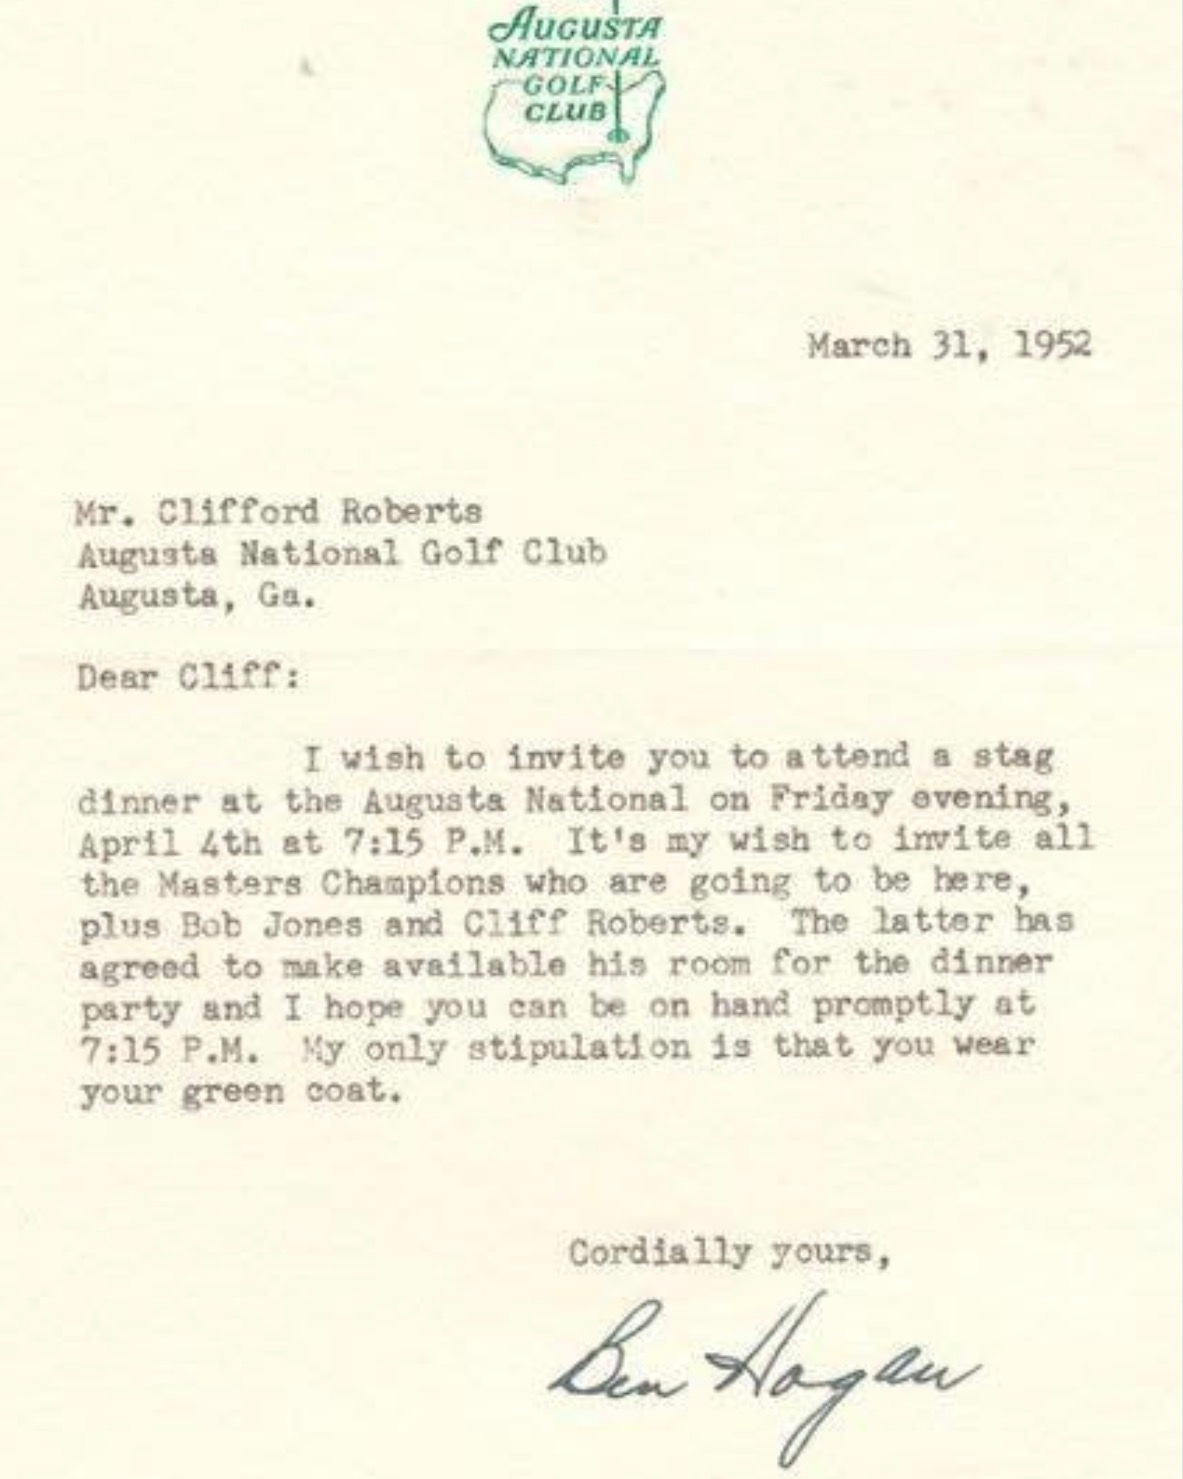 AUGUSTA
NATIONAL
GOLF
CLUB
March 31, 1952
Mr. Clifford Roberts
Augusta National Golf Club
Augusta, Ga.
Dear Cliff:
I wish to invite you to attend a stag
dinner at the Augusta National on Friday evening,
April 4th at 7:15 P.M. It's my wish to invite all
the Masters Champions who are going to be here,
plus Bob Jones and Cliff Roberts. The latter has
agreed to make available his room for the dinner
party and I hope you can be on hand promptly at
7:15 P.M. My only stipulation is that you wear
your green coat.
Cordially yours,
Ben Hogan